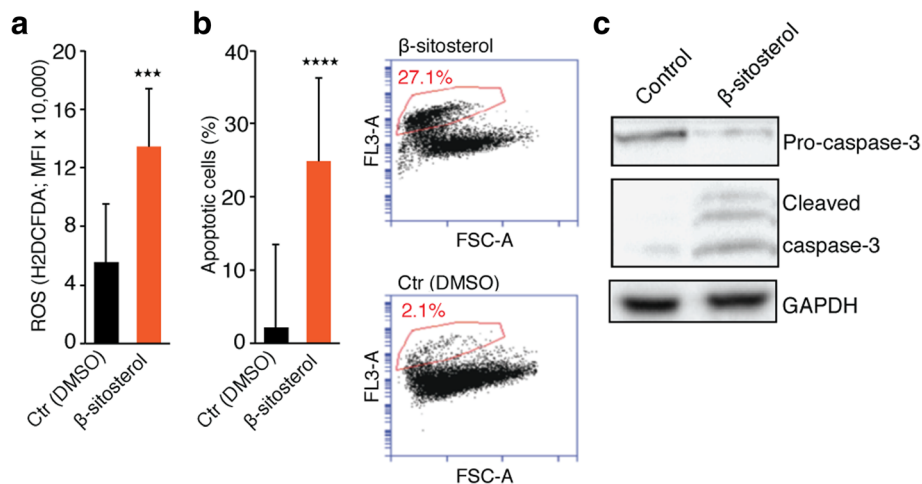 a
ROS (H2DCFDA; MFI x 10,000)
20
16
12
8
4
0
★★★
Ctr (DMSO)
β-sitosterol
b
Apoptotic cells (%)
40
30
20
10
0
★★★★
Ctr (DMSO)
β-sitosterol
β-sitosterol
27.1%
FL3-A
FSC-A
Ctr (DMSO)
2.1%
FL3-A
FSC-A
c
Control
β-sitosterol
Pro-caspase-3
Cleaved
caspase-3
GAPDH